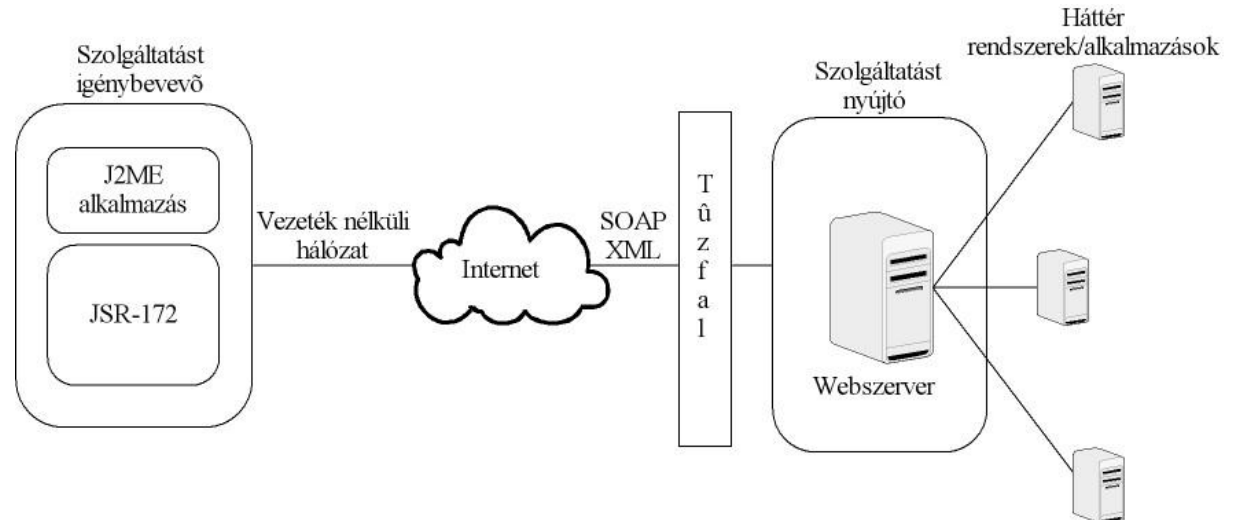 Szolgáltatást
igénybevevõ
J2ME
alkalmazás
JSR-172
Vezeték nélküli
hálózat
Internet
SOAP
XML
T
û
z
f
a
l
Szolgáltatást
nyújtó
Webszerver
Háttér
rendszerek/alkalmazások